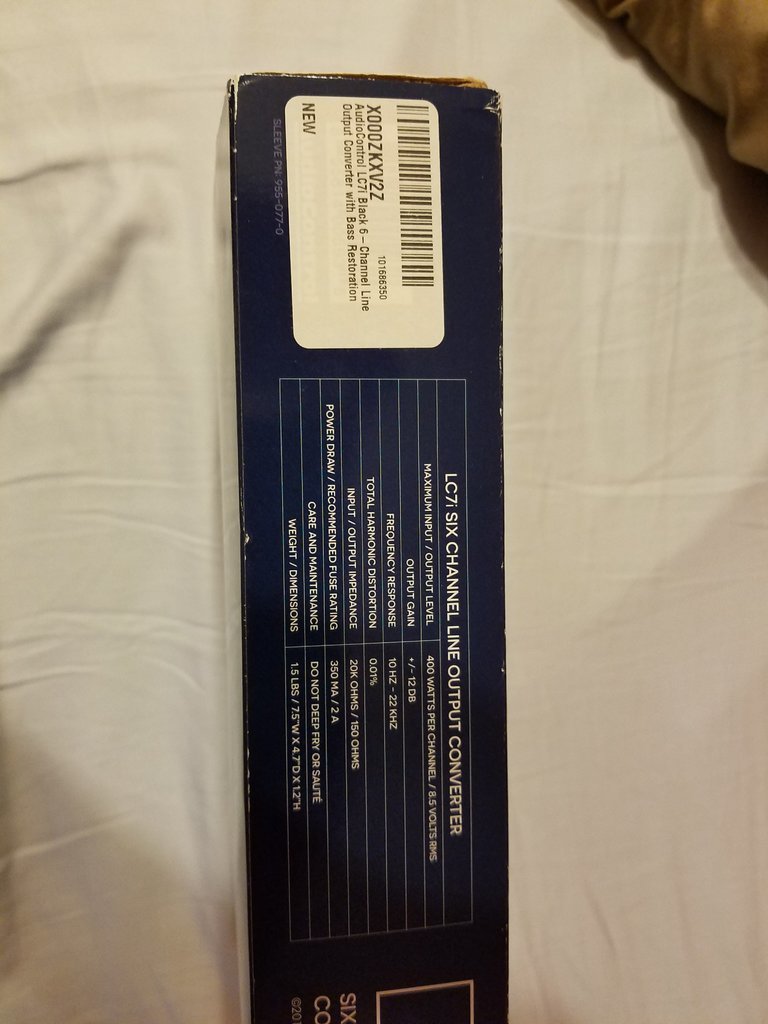 X000ZKXV2Z
101686350
AudioControl LC7i Black 6 – Channel Line
Output Converter with Bass Restoration
NEW
SLEEVE PN: 955-077-0
LC7i SIX CHANNEL LINE OUTPUT CONVERTER
MAXIMUM INPUT / OUTPUT LEVEL 400 WATTS PER CHANNEL / 8.5 VOLTS RMS
OUTPUT GAIN +/- 12 DB
FREQUENCY RESPONSE 10 HZ - 22 KHZ
TOTAL HARMONIC DISTORTION 0.01%
INPUT / OUTPUT IMPEDANCE 20K OHMS / 150 OHMS
POWER DRAW / RECOMMENDED FUSE RATING 350 MA / 2 A
CARE AND MAINTENANCE DO NOT DEEP FRY OR SAUTÉ
WEIGHT / DIMENSIONS 1.5 LBS / 7.5"W X 4.7"D X 1.2"H
SIX
CO
©201